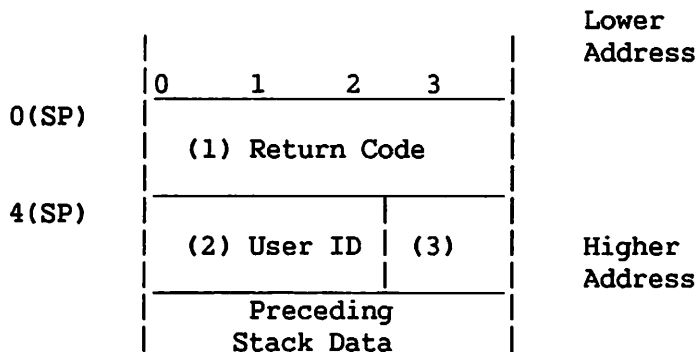 Lower
Address
0 1 2 3
0(SP)
(1) Return Code
4(SP)
(2) User ID (3)
Higher
Address
Preceding
Stack Data